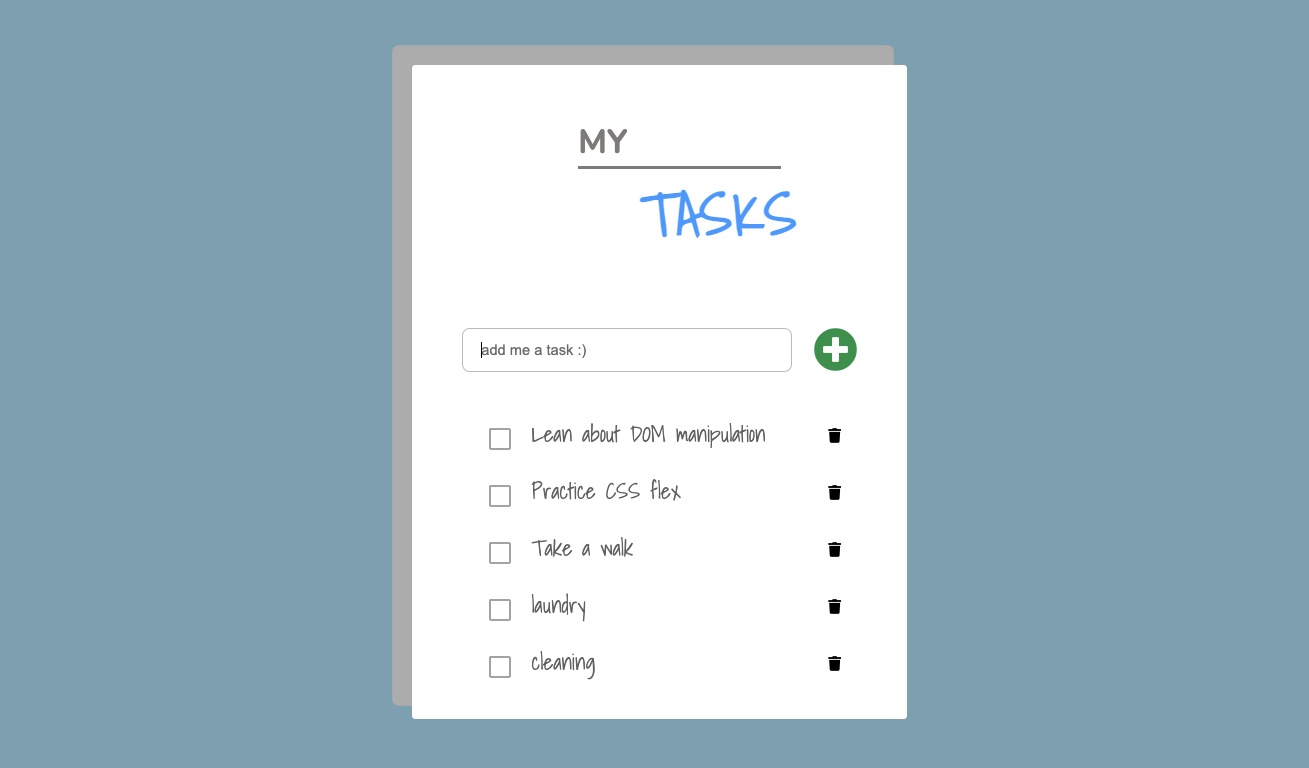 MY
TASKS
add me a task :)
Lean about DOM manipulation
Practice CSS flex
Take a walk
laundry
cleaning